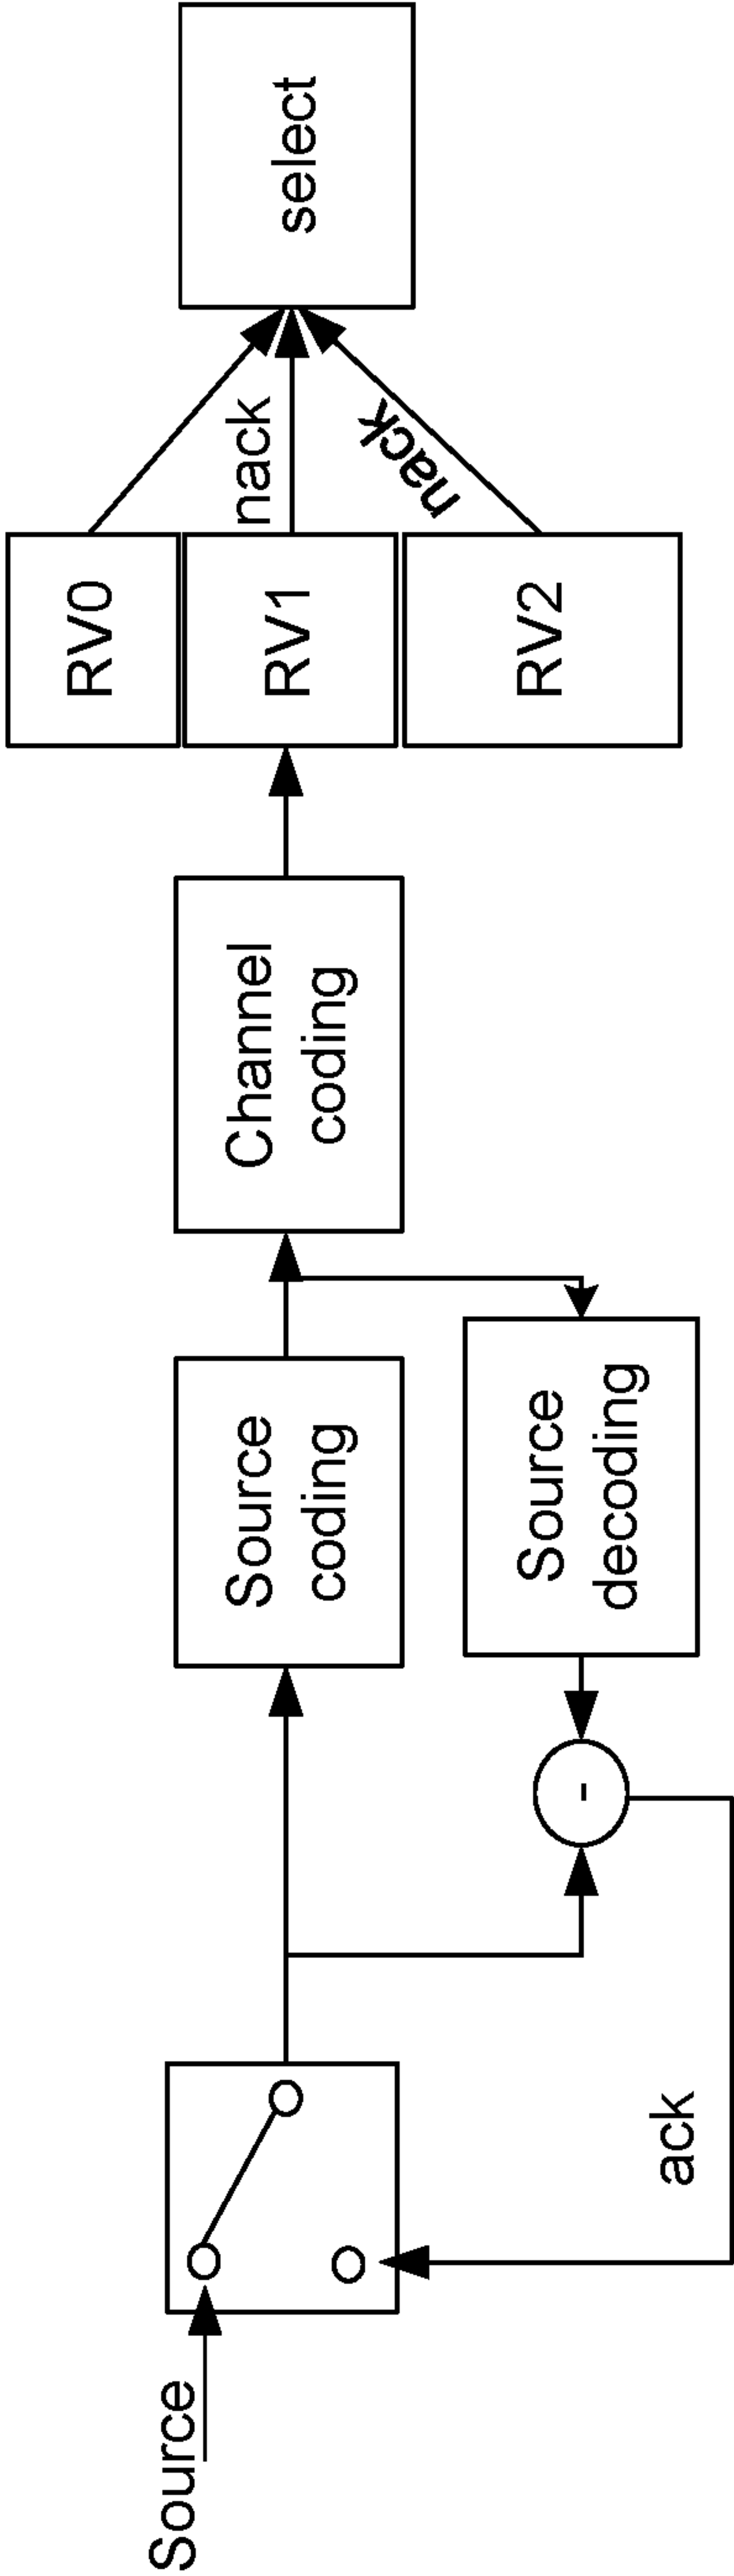 Source
ack
-
Source
coding
Source
decoding
Channel
coding
RV0
RV1
RV2
nack
nack
select